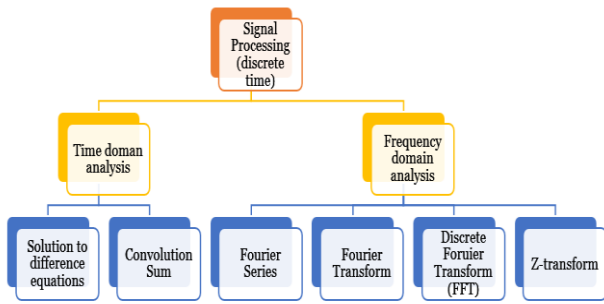 Signal
Processing
(discrete
time)
Time doman
analysis
Frequency
domain
analysis
Solution to
difference
equations
Convolution
Sum
Fourier
Series
Fourier
Transform
Discrete
Foruier
Transform
(FFT)
Z-transform